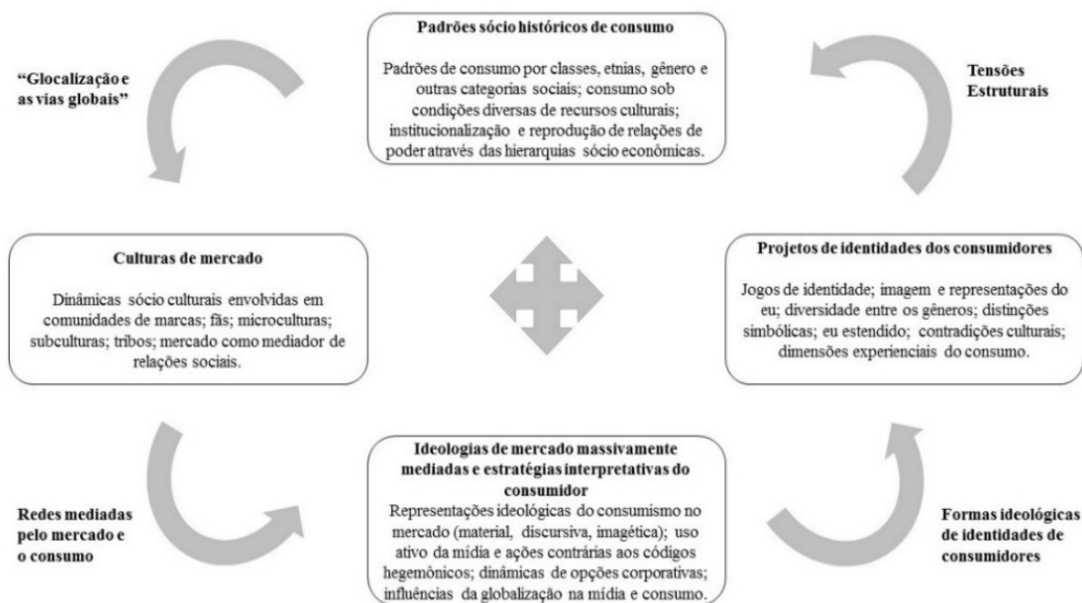 Padrões sócio históricos de consumo
Padrões de consumo por classes, etnias, gênero e
outras categorias sociais; consumo sob
condições diversas de recursos culturais;
institucionalização e reprodução de relações de
poder através das hierarquias sócio econômicas.
“Glocalização e
as vias globais”
Tensões
Estruturais
Culturas de mercado
Dinâmicas sócio culturais envolvidas em
comunidades de marcas; fãs; microculturas;
subculturas; tribos; mercado como mediador de
relações sociais.
Projetos de identidades dos consumidores
Jogos de identidade; imagem e representações do
eu; diversidade entre os gêneros; distinções
simbólicas; eu estendido; contradições culturais;
dimensões experienciais do consumo.
Redes mediadas
pelo mercado e
o consumo
Ideologias de mercado massivamente
mediadas e estratégias interpretativas do
consumidor
Representações ideológicas do consumismo no
mercado (material, discursiva, imagética); uso
ativo da mídia e ações contrárias aos códigos
hegemônicos; dinâmicas de opções corporativas;
influências da globalização na mídia e consumo.
Formas ideológicas
de identidades de
consumidores